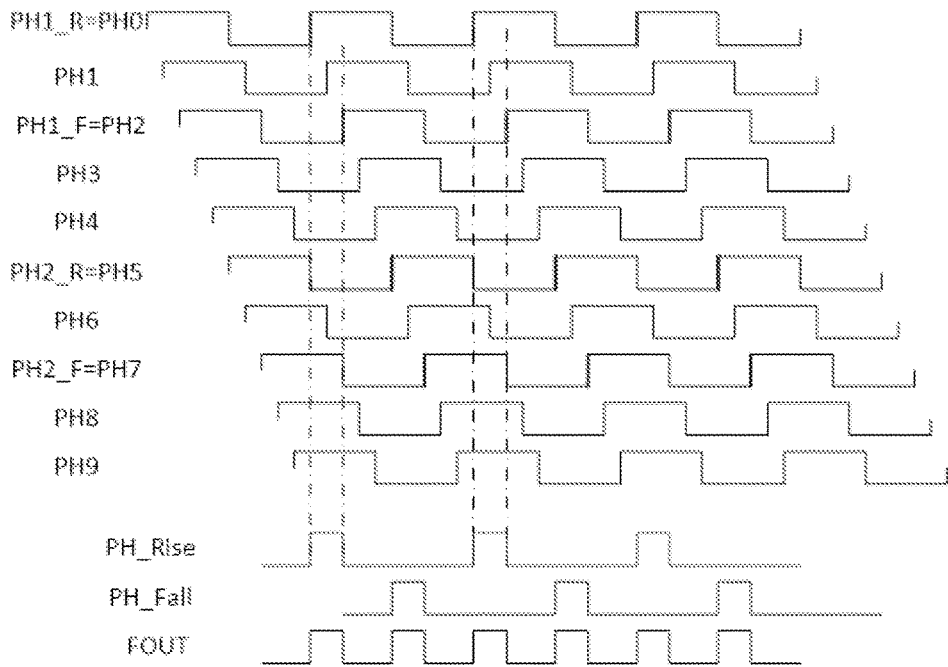 PH1_R=PH0
PH1
PH1_F=PH2
PH3
PH4
PH2_R=PH5
PH6
PH2_F=PH7
PH8
PH9
PH_Rise
PH_Fall
FOUT